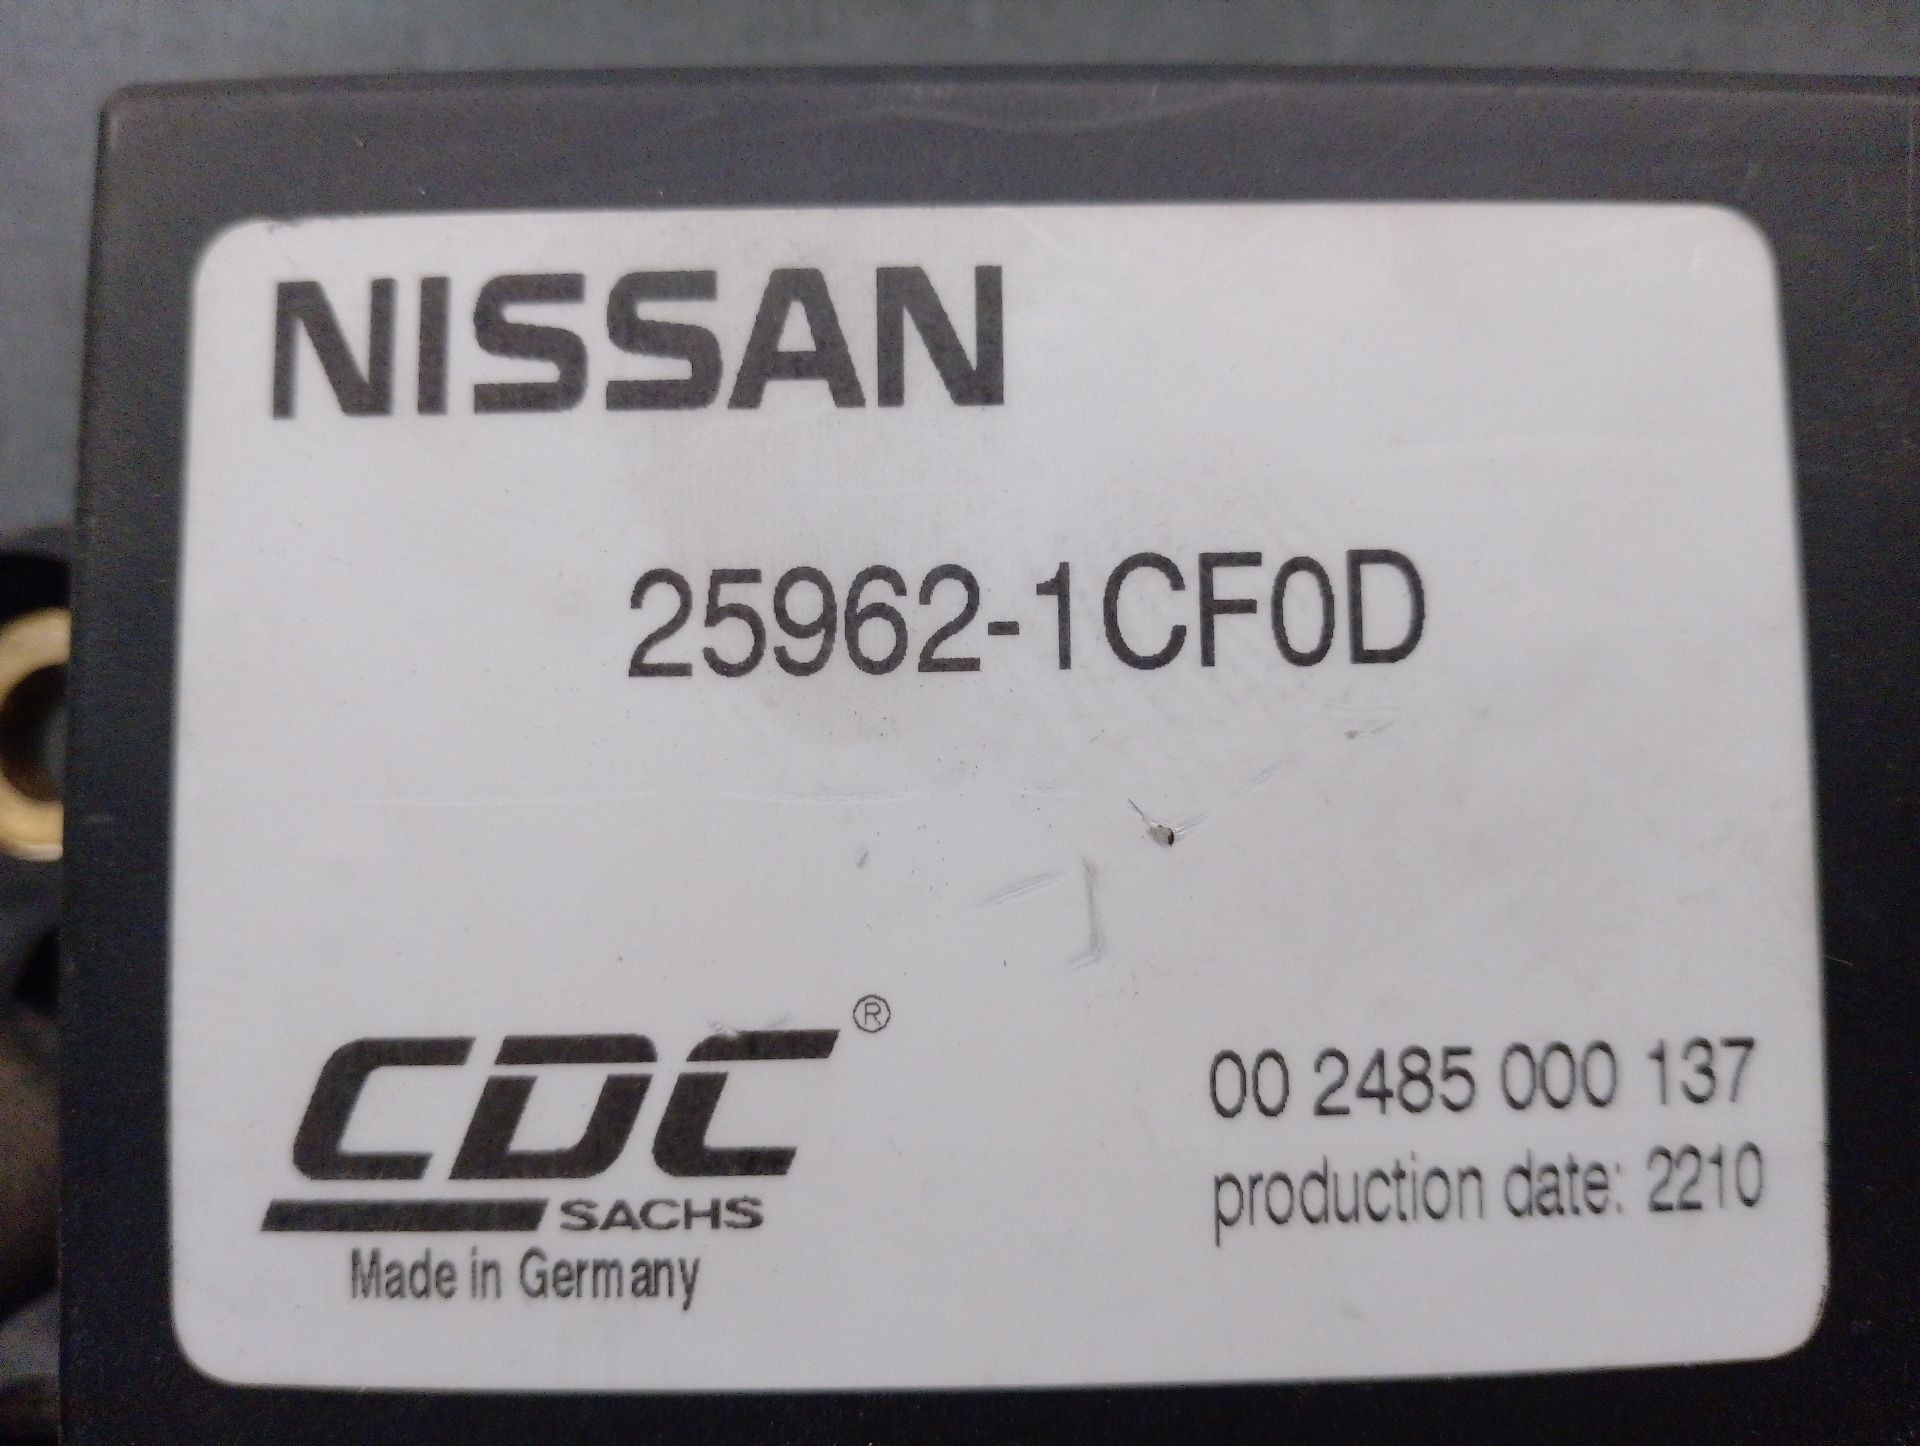 NISSAN
25962-1CF0D
CDC®
SACHS
Made in Germany
00 2485 000 137
production date: 2210